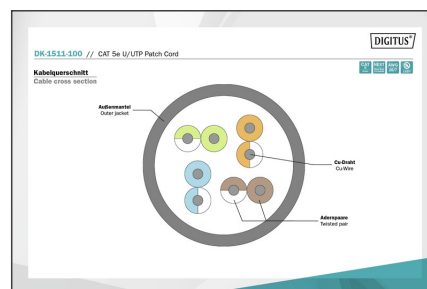 DIGITUS®
DK-1511-100 // CAT 5e U/UTP Patch Cord
Kabelquerschnitt
Cable cross section
Außenmantel
Outer jacket
Cu-Draht
Cu-Wire
Adernpaare
Twisted pair